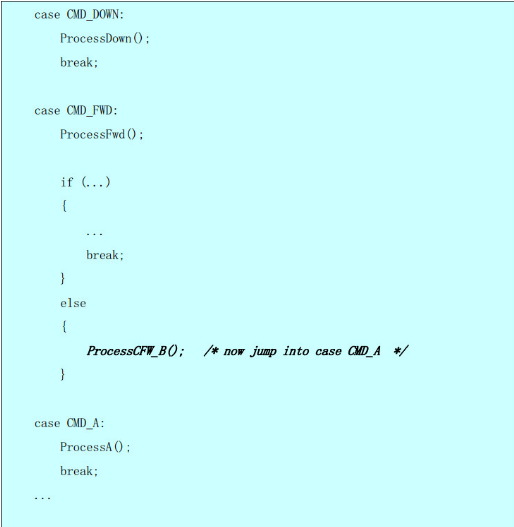 case CMD_DOWN:
ProcessDown();
break;
case CMD_FWD:
ProcessFwd();
if (...)
{
...
break;
}
else
{
ProcessCFW_B(); /* now jump into case CMD_A */
}
case CMD_A:
ProcessA();
break;
...